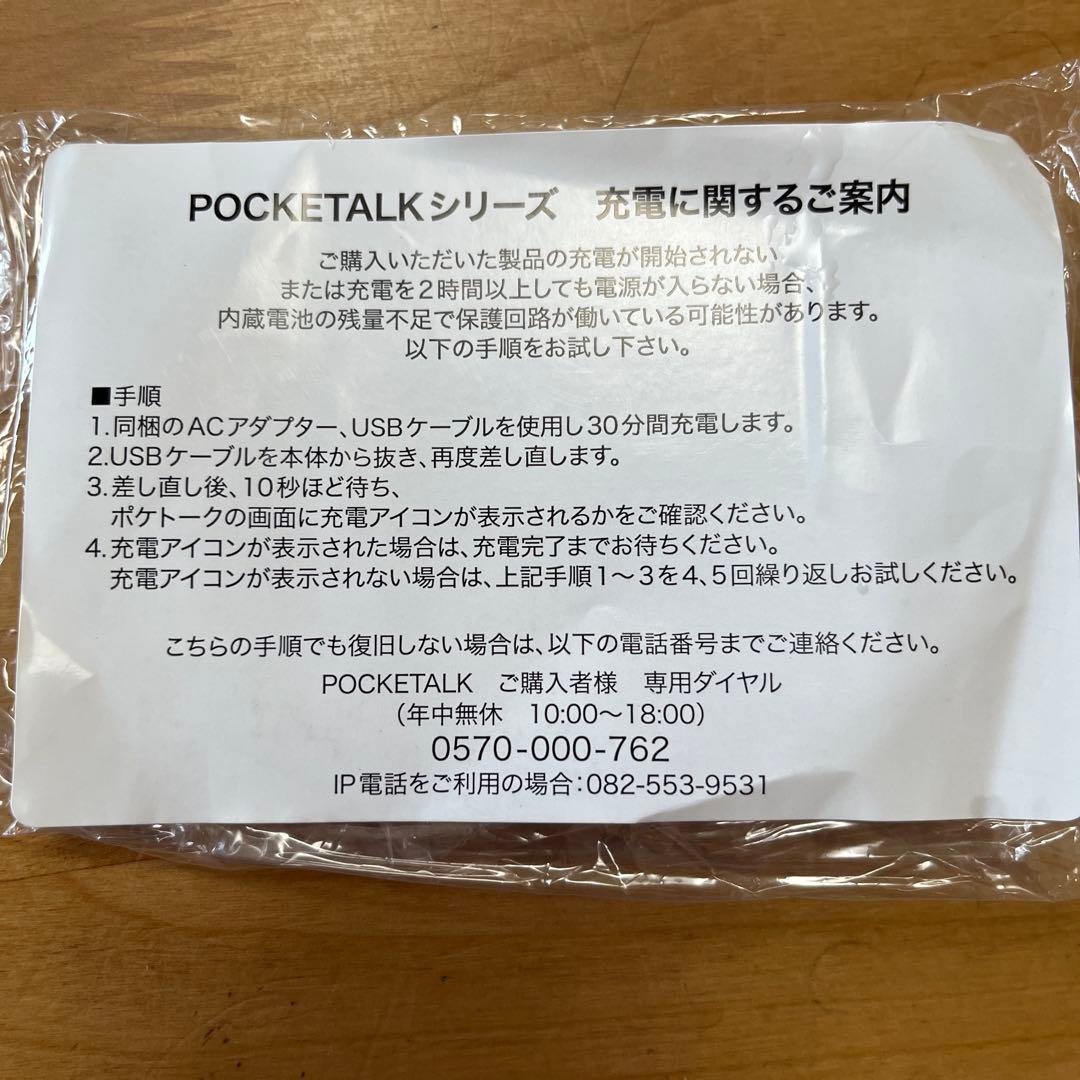 POCKETALKシリーズ　充電に関するご案内
ご購入いただいた製品の充電が開始されない
または充電を2時間以上しても電源が入らない場合、
内蔵電池の残量不足で保護回路が働いている可能性があります。
以下の手順をお試し下さい。
■手順
1.同梱のACアダプター、USBケーブルを使用し30分間充電します。
2.USBケーブルを本体から抜き、再度差し直します。
3.差し直し後、10秒ほど待ち、
ポケトークの画面に充電アイコンが表示されるかをご確認ください。
4.充電アイコンが表示された場合は、充電完了までお待ちください。
充電アイコンが表示されない場合は、上記手順1〜3を4、5回繰り返しお試しください。
こちらの手順でも復旧しない場合は、以下の電話番号までご連絡ください。
POCKETALK　ご購入者様　専用ダイヤル
（年中無休　10:00〜18:00）
0570-000-762
IP電話をご利用の場合：082-553-9531